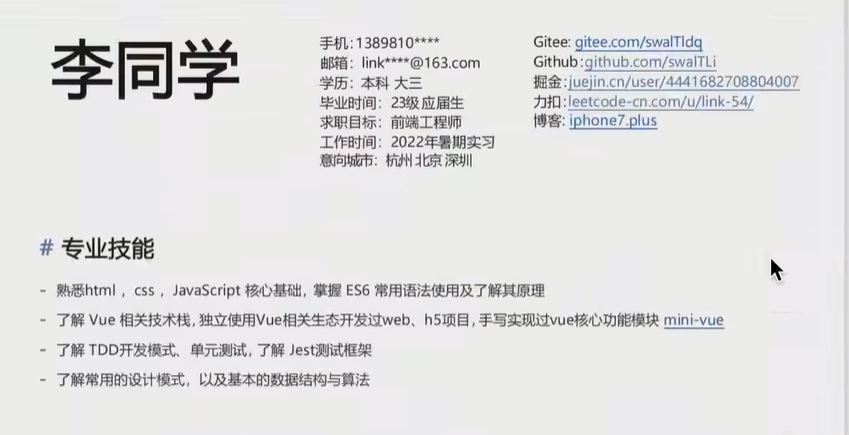 李同学
手机:1389810****
邮箱：link****@163.com
学历：本科 大三
毕业时间：23级应届生
求职目标：前端工程师
工作时间：2022年暑期实习
意向城市：杭州 北京 深圳
Gitee: gitee.com/swalTldq
Github:github.com/swalTLi
掘金:juejin.cn/user/4441682708804007
力扣:leetcode-cn.com/u/link-54/
博客: iphone7.plus
# 专业技能
- 熟悉html，css，JavaScript 核心基础, 掌握 ES6 常用语法使用及了解其原理
- 了解 Vue 相关技术栈, 独立使用Vue相关生态开发过web、h5项目, 手写实现过vue核心功能模块 mini-vue
- 了解 TDD开发模式、单元测试, 了解 Jest测试框架
- 了解常用的设计模式，以及基本的数据结构与算法